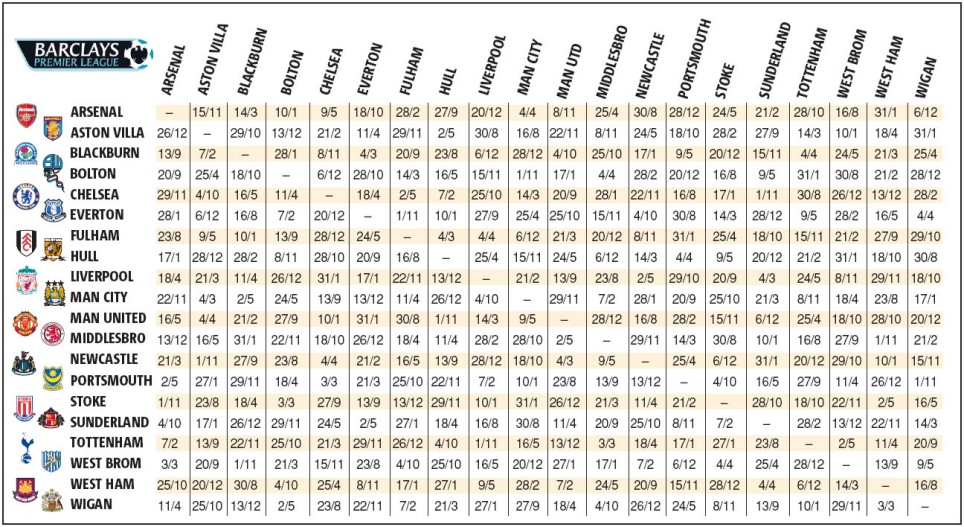 BARCLAYS
PREMIER LEAGUE
ARSENAL ASTON VILLA BLACKBURN BOLTON CHELSEA EVERTON FULHAM HULL LIVERPOOL MAN CITY MAN UTD MIDDLESBRO NEWCASTLE PORTSMOUTH STOKE SUNDERLAND TOTTENHAM WEST BROM WEST HAM WIGAN
ARSENAL – 15/11 14/3 10/1 9/5 18/10 28/2 27/9 20/12 4/4 8/11 25/4 30/8 28/12 24/5 21/2 28/10 16/8 31/1 6/12
ASTON VILLA 26/12 – 29/10 13/12 21/2 11/4 29/11 2/5 30/8 16/8 22/11 8/11 24/5 18/10 28/2 27/9 14/3 10/1 18/4 31/1
BLACKBURN 13/9 7/2 – 28/1 8/11 4/3 20/9 23/8 6/12 28/12 4/10 25/10 17/1 9/5 20/12 15/11 4/4 24/5 21/3 25/4
BOLTON 20/9 25/4 18/10 – 6/12 28/10 14/3 16/5 15/11 1/11 17/1 4/4 28/2 20/12 16/8 9/5 31/1 30/8 21/2 28/12
CHELSEA 29/11 4/10 16/5 11/4 – 18/4 2/5 7/2 25/10 14/3 20/9 28/1 22/11 16/8 17/1 1/11 30/8 26/12 13/12 28/2
EVERTON 28/1 6/12 16/8 7/2 20/12 – 1/11 10/1 27/9 25/4 25/10 15/11 4/10 30/8 14/3 28/12 9/5 28/2 16/5 4/4
FULHAM 23/8 9/5 10/1 13/9 28/12 24/5 – 4/3 4/4 6/12 21/3 20/12 8/11 31/1 25/4 18/10 15/11 21/2 27/9 29/10
HULL 17/1 28/12 28/2 8/11 28/10 20/9 16/8 – 25/4 15/11 24/5 6/12 14/3 4/4 9/5 20/12 21/2 31/1 18/10 30/8
LIVERPOOL 18/4 21/3 11/4 26/12 31/1 17/1 22/11 13/12 – 21/2 13/9 23/8 2/5 29/10 20/9 4/3 24/5 8/11 29/11 18/10
MAN CITY 22/11 4/3 2/5 24/5 13/9 13/12 11/4 26/12 4/10 – 29/11 7/2 28/1 20/9 25/10 21/3 8/11 18/4 23/8 17/1
MAN UNITED 16/5 4/4 21/2 27/9 10/1 31/1 30/8 1/11 14/3 9/5 – 28/12 16/8 28/2 15/11 6/12 25/4 18/10 28/10 20/12
MIDDLESBRO 13/12 16/5 31/1 22/11 18/10 26/12 18/4 11/4 28/2 28/10 2/5 – 29/11 14/3 30/8 10/1 16/8 27/9 1/11 21/2
NEWCASTLE 21/3 1/11 27/9 23/8 4/4 21/2 16/5 13/9 28/12 18/10 4/3 9/5 – 25/4 6/12 31/1 20/12 29/10 10/1 15/11
PORTSMOUTH 2/5 27/1 29/11 18/4 3/3 21/3 25/10 22/11 7/2 10/1 23/8 13/9 13/12 – 4/10 16/5 27/9 11/4 26/12 1/11
STOKE 1/11 23/8 18/4 3/3 27/9 13/9 13/12 29/11 10/1 31/1 26/12 21/3 11/4 21/2 – 28/10 18/10 22/11 2/5 16/5
SUNDERLAND 4/10 17/1 26/12 29/11 24/5 2/5 27/1 18/4 16/8 30/8 11/4 20/9 25/10 8/11 7/2 – 28/2 13/12 22/11 14/3
TOTTENHAM 7/2 13/9 22/11 25/10 21/3 29/11 26/12 4/10 1/11 16/5 13/12 3/3 18/4 17/1 27/1 23/8 – 2/5 11/4 20/9
WEST BROM 3/3 20/9 1/11 21/3 15/11 23/8 4/10 25/10 16/5 20/12 27/1 17/1 7/2 6/12 4/4 25/4 28/12 – 13/9 9/5
WEST HAM 25/10 20/12 30/8 4/10 25/4 8/11 17/1 27/1 9/5 28/2 7/2 24/5 20/9 15/11 28/12 4/4 6/12 14/3 – 16/8
WIGAN 11/4 25/10 13/12 2/5 23/8 22/11 7/2 21/3 27/1 27/9 18/4 4/10 26/12 24/5 8/11 13/9 10/1 29/11 3/3 –